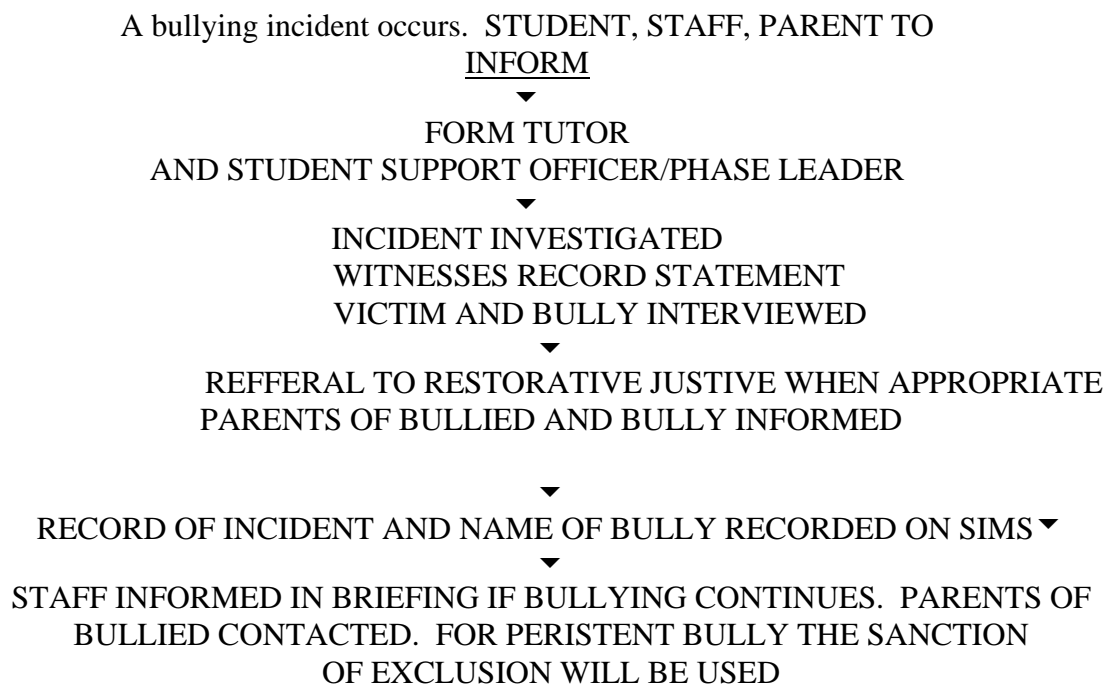 A bullying incident occurs.  STUDENT, STAFF, PARENT TO
INFORM
FORM TUTOR
AND STUDENT SUPPORT OFFICER/PHASE LEADER
INCIDENT INVESTIGATED
WITNESSES RECORD STATEMENT
VICTIM AND BULLY INTERVIEWED
REFFERAL TO RESTORATIVE JUSTIVE WHEN APPROPRIATE
PARENTS OF BULLIED AND BULLY INFORMED
RECORD OF INCIDENT AND NAME OF BULLY RECORDED ON SIMS
STAFF INFORMED IN BRIEFING IF BULLYING CONTINUES.  PARENTS OF
BULLIED CONTACTED.  FOR PERISTENT BULLY THE SANCTION
OF EXCLUSION WILL BE USED